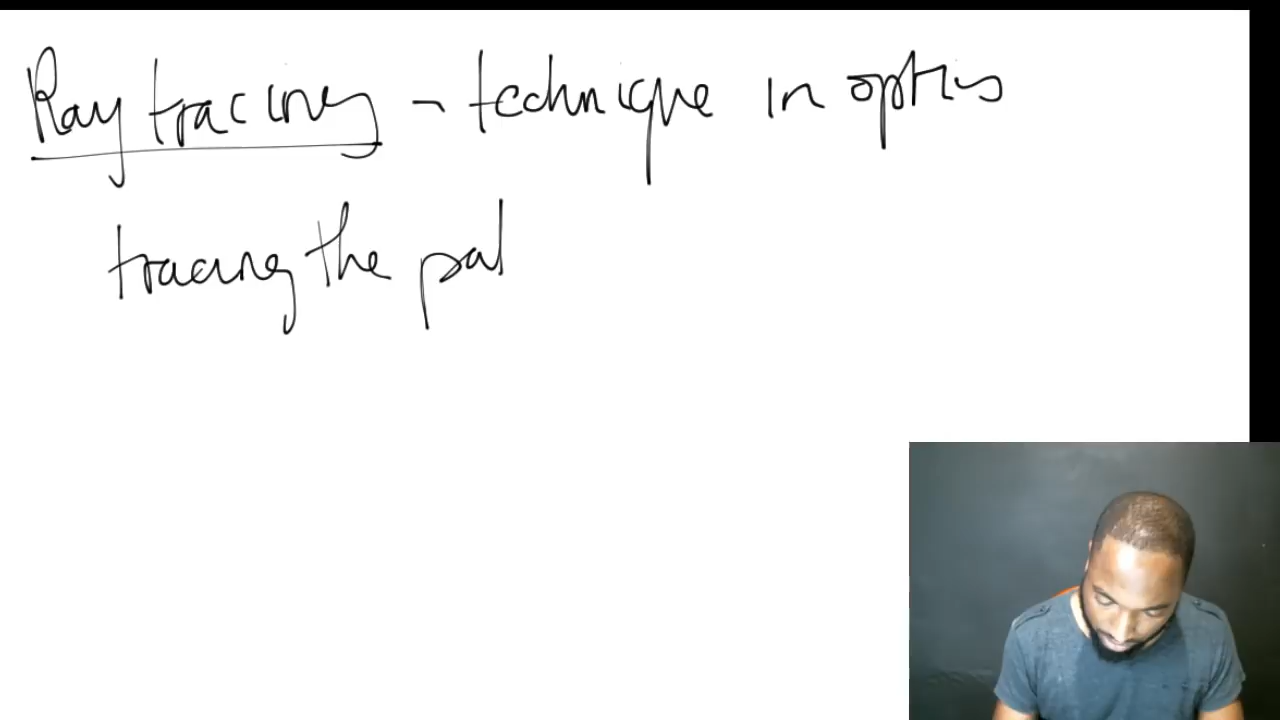 Ray tracing - technique in optics
tracing the pat